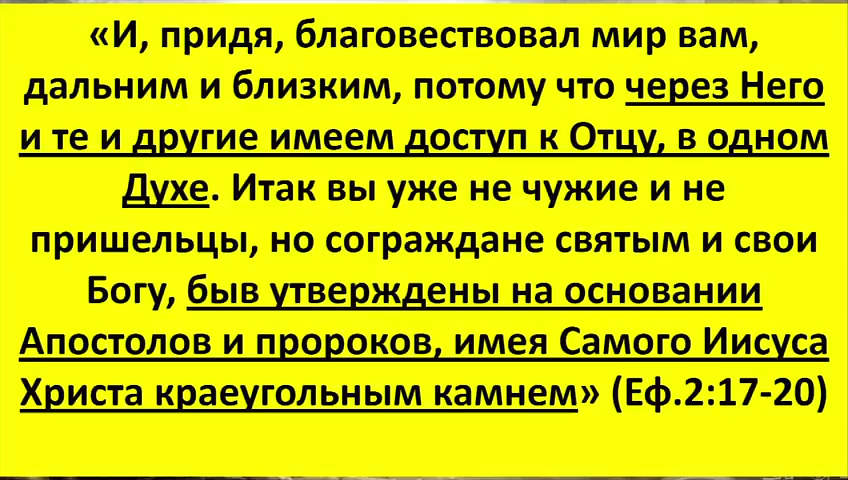 «И, придя, благовествовал мир вам,
дальним и близким, потому что через Него
и те и другие имеем доступ к Отцу, в одном
Духе. Итак вы уже не чужие и не
пришельцы, но сограждане святым и свои
Богу, быв утверждены на основании
Апостолов и пророков, имея Самого Иисуса
Христа краеугольным камнем» (Еф.2:17-20)